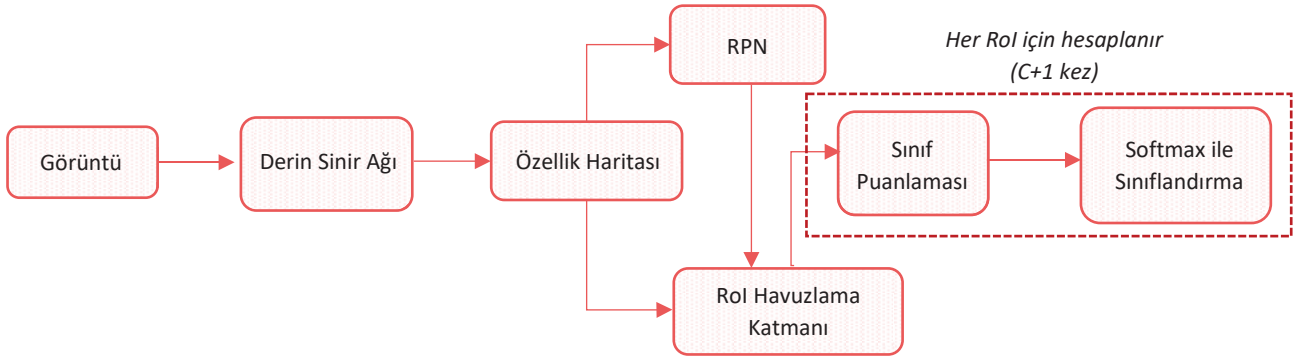 RPN
Her RoI için hesaplanır
(C+1 kez)
Görüntü
Derin Sinir Ağı
Özellik Haritası
Sınıf
Puanlaması
Softmax ile
Sınıflandırma
RoI Havuzlama
Katmanı